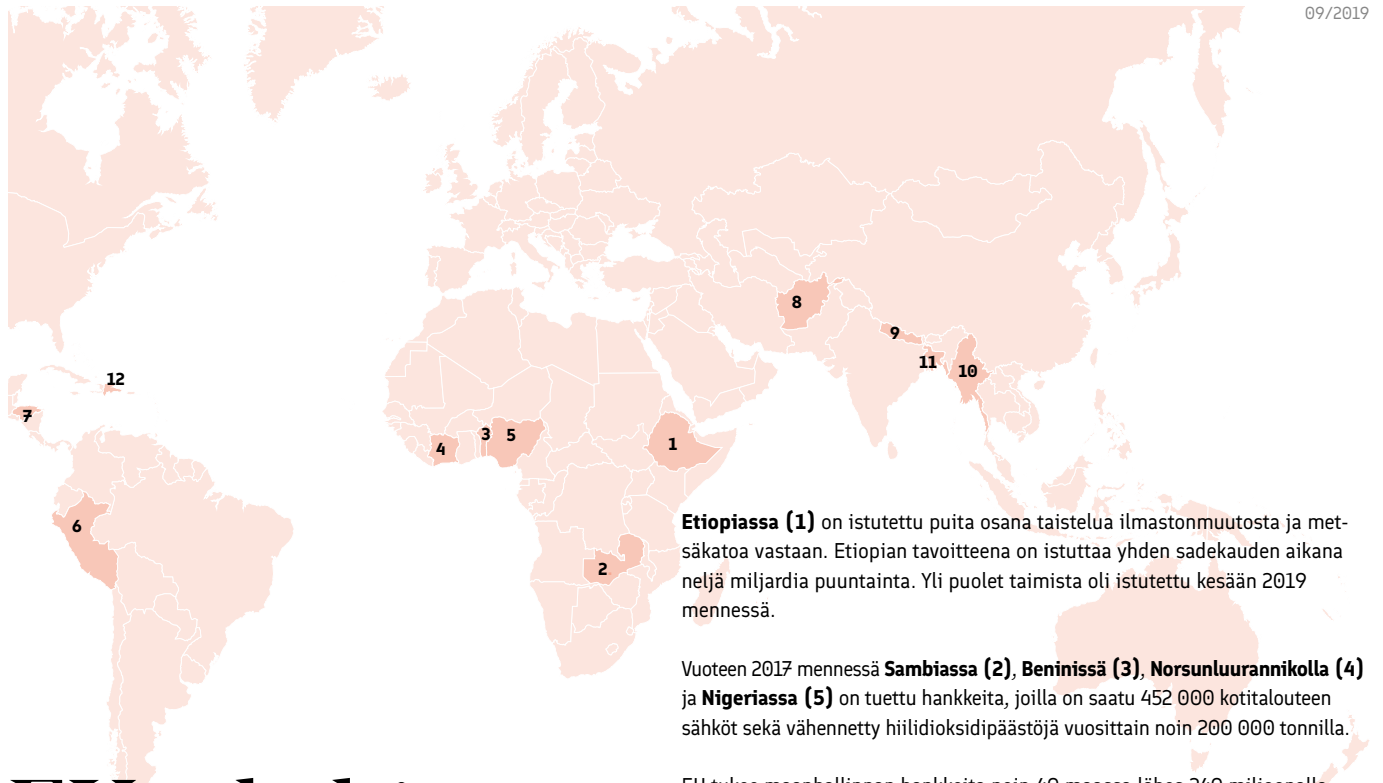 09/2019
8
9
11
10
12
7
3
5
4
1
6
2
Etiopiassa (1) on istutettu puita osana taistelua ilmastonmuutosta ja met-
säkatoa vastaan. Etiopian tavoitteena on istuttaa yhden sadekauden aikana
neljä miljardia puuntainta. Yli puolet taimista oli istutettu kesään 2019
mennessä.
Vuoteen 2017 mennessä Sambiassa (2), Beninissä (3), Norsunluurannikolla (4)
ja Nigeriassa (5) on tuettu hankkeita, joilla on saatu 452 000 kotitalouteen
sähköt sekä vähennetty hiilidioksidipäästöjä vuosittain noin 200 000 tonnilla.